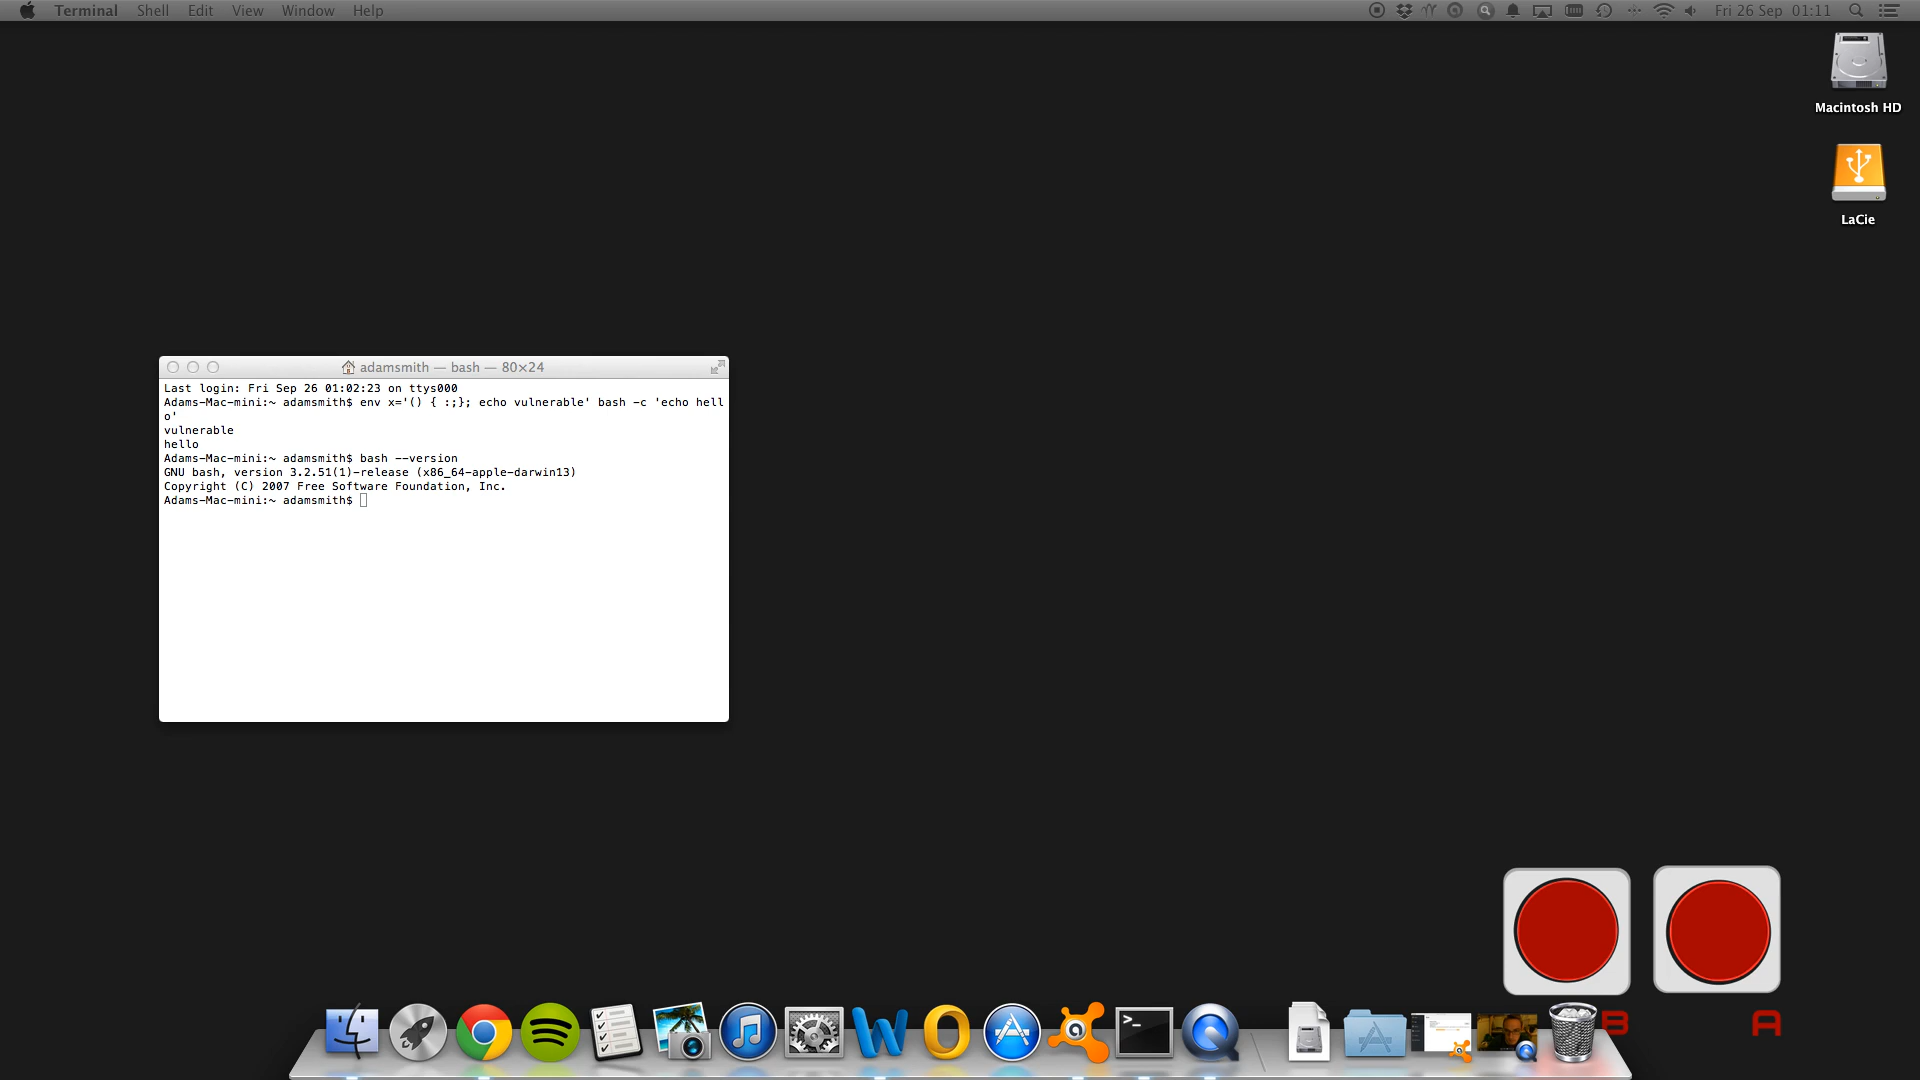 Terminal Shell Edit View Window Help
Fri 26 Sep 01:11
Macintosh HD
LaCie
adamsmith — bash — 80×24
Last login: Fri Sep 26 01:02:23 on ttys000
Adams-Mac-mini:~ adamsmith$ env x='() { :;}; echo vulnerable' bash -c 'echo hell
o'
vulnerable
hello
Adams-Mac-mini:~ adamsmith$ bash --version
GNU bash, version 3.2.51(1)-release (x86_64-apple-darwin13)
Copyright (C) 2007 Free Software Foundation, Inc.
Adams-Mac-mini:~ adamsmith$
B A